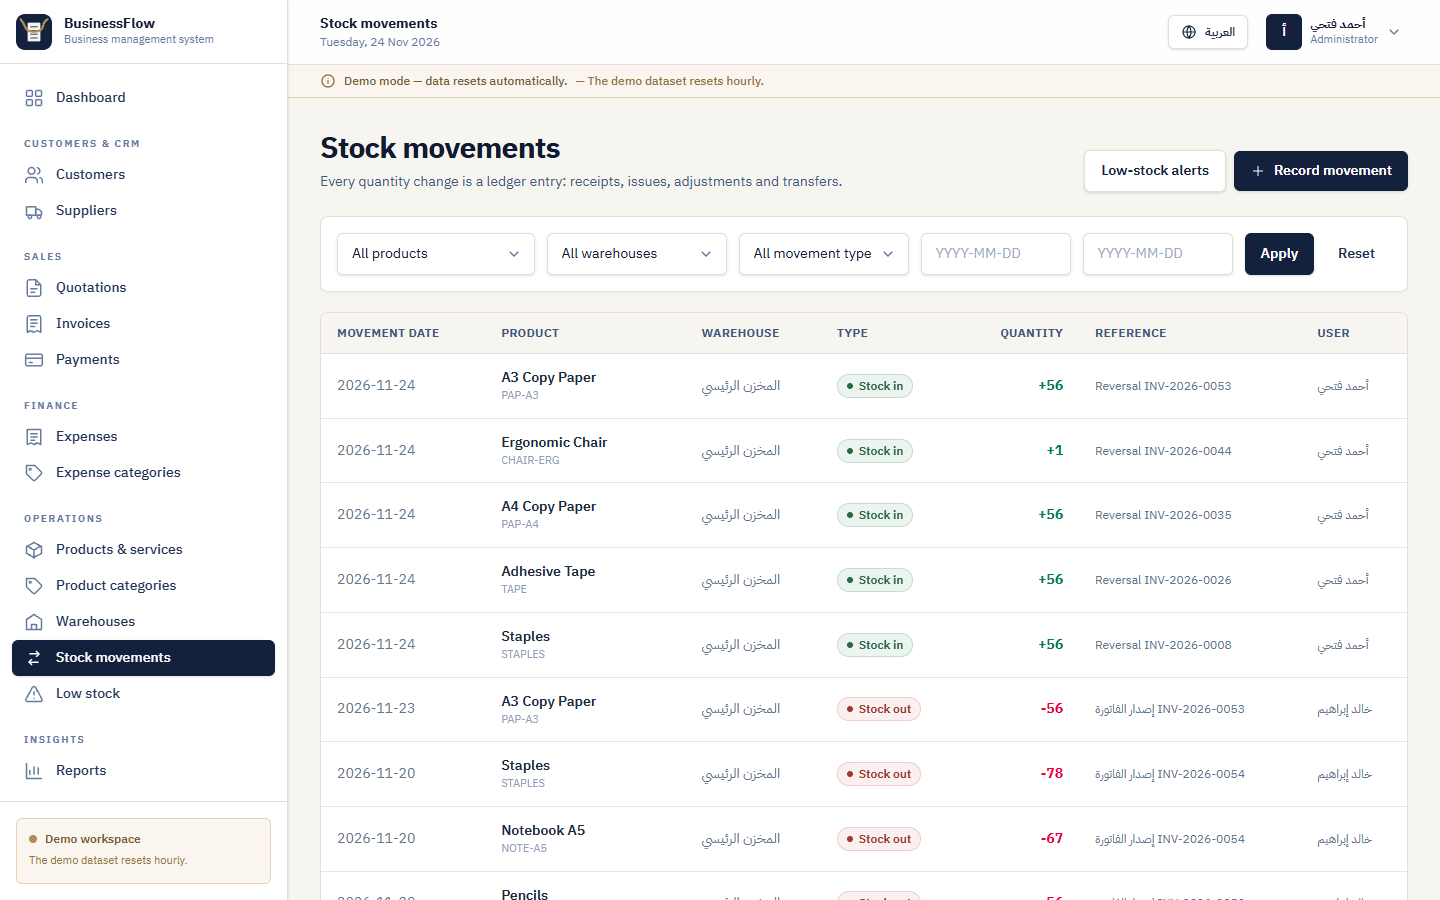 BusinessFlow
Business management system
Dashboard
CUSTOMERS & CRM
Customers
Suppliers
SALES
Quotations
Invoices
Payments
FINANCE
Expenses
Expense categories
OPERATIONS
Products & services
Product categories
Warehouses
Stock movements
Low stock
INSIGHTS
Reports
Demo workspace
The demo dataset resets hourly.
Stock movements
Tuesday, 24 Nov 2026
العربية
أ
أحمد فتحي
Administrator
Demo mode — data resets automatically. — The demo dataset resets hourly.
Stock movements
Every quantity change is a ledger entry: receipts, issues, adjustments and transfers.
Low-stock alerts
Record movement
All products
All warehouses
All movement type
YYYY-MM-DD
YYYY-MM-DD
Apply
Reset
MOVEMENT DATE PRODUCT WAREHOUSE TYPE QUANTITY REFERENCE USER
2026-11-24 A3 Copy Paper المخزن الرئيسي Stock in +56 Reversal INV-2026-0053 أحمد فتحي
PAP-A3
2026-11-24 Ergonomic Chair المخزن الرئيسي Stock in +1 Reversal INV-2026-0044 أحمد فتحي
CHAIR-ERG
2026-11-24 A4 Copy Paper المخزن الرئيسي Stock in +56 Reversal INV-2026-0035 أحمد فتحي
PAP-A4
2026-11-24 Adhesive Tape المخزن الرئيسي Stock in +56 Reversal INV-2026-0026 أحمد فتحي
TAPE
2026-11-24 Staples المخزن الرئيسي Stock in +56 Reversal INV-2026-0008 أحمد فتحي
STAPLES
2026-11-23 A3 Copy Paper المخزن الرئيسي Stock out -56 إصدار الفاتورة INV-2026-0053 خالد إبراهيم
PAP-A3
2026-11-20 Staples المخزن الرئيسي Stock out -78 إصدار الفاتورة INV-2026-0054 خالد إبراهيم
STAPLES
2026-11-20 Notebook A5 المخزن الرئيسي Stock out -67 إصدار الفاتورة INV-2026-0054 خالد إبراهيم
NOTE-A5
Pencils